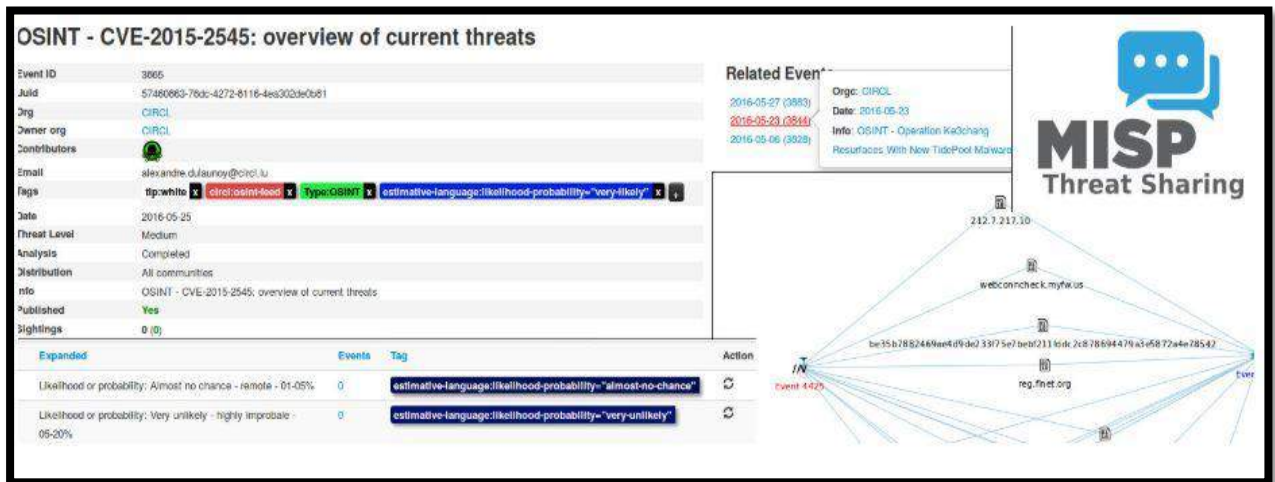 OSINT - CVE-2015-2545: overview of current threats
Event ID 3865
Uuid
Org CIRCL
Owner org CIRCL
Contributors
Email alexandre.dulaunoy@circl.lu
Tags tlp:white x circl:osint-feed x Type:OSINT x estimative-language:likelihood-probability="very-likely" x +
Date 2016-05-25
Threat Level Medium
Analysis Completed
Distribution All communities
Info OSINT - CVE-2015-2545: overview of current threats
Published Yes
Sightings 0 (0)
Related Events
2016-05-27 (3883)
2016-05-23 (3844)
2016-05-06 (3828)
Orgc: CIRCL
Date: 2016-05-23
Info: OSINT - Operation Ke3chang
Resurfaces With New TidePool Malware
MISP
Threat Sharing
212.7.217.10
webconncheck.myfw.us
reg.flnet.org
Event 4425
Expanded Events Tag Action
Likelihood or probability: Almost no chance - remote - 01-05% 0 estimative-language:likelihood-probability="almost-no-chance"
Likelihood or probability: Very unlikely - highly improbale - 0 estimative-language:likelihood-probability="very-unlikely"
05-20%